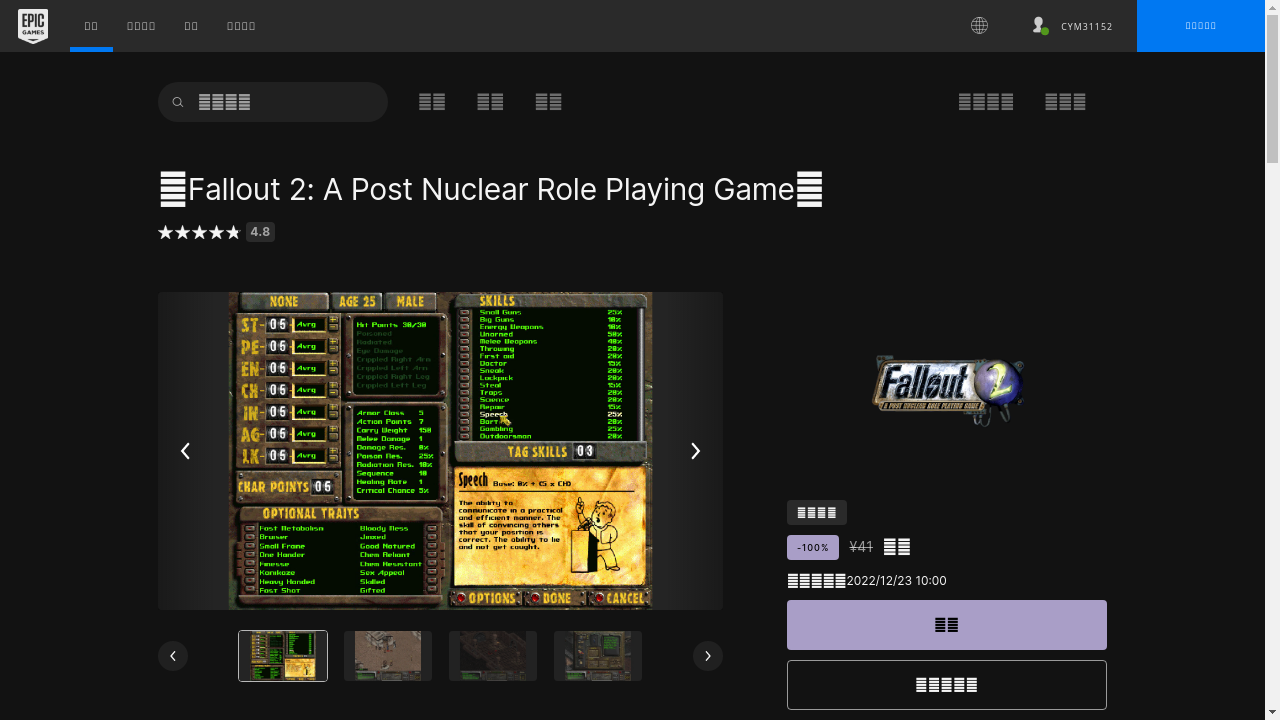 EPIC
GAMES
CYM31152
Fallout 2: A Post Nuclear Role Playing Game
4.8
NONE
AGE 25
MALE
ST- 05 Avrg
PE- 05 Avrg
EN- 05 Avrg
CH- 05 Avrg
IN- 05 Avrg
AG- 05 Avrg
LK- 05 Avrg
CHAR POINTS 05
Hit Points 30/30
Poisoned
Radiated
Eye Damage
Crippled Right Arm
Crippled Left Arm
Crippled Right Leg
Crippled Left Leg
Armor Class 5
Action Points 7
Carry Weight 150
Melee Damage 1
Damage Res. 0%
Poison Res. 25%
Radiation Res. 10%
Sequence 10
Healing Rate 1
Critical Chance 5%
OPTIONAL TRAITS
Fast Metabolism
Bruiser
Small Frame
One Hander
Finesse
Kamikaze
Heavy Handed
Fast Shot
Bloody Mess
Jinxed
Good Natured
Chem Reliant
Chem Resistant
Sex Appeal
Skilled
Gifted
SKILLS
Small Guns 25%
Big Guns 10%
Energy Weapons 10%
Unarmed 50%
Melee Weapons 40%
Throwing 20%
First Aid 20%
Doctor 15%
Sneak 20%
Lockpick 20%
Steal 15%
Traps 20%
Science 20%
Repair 15%
Speech 25%
20%
Gambling 25%
Outdoorsman 20%
TAG SKILLS 03
Speech Base: 0% + (5 x CH)
The ability to
communicate in a practical
and efficient manner. The
skill of convincing others
that your position is
correct. The ability to lie
and not get caught.
OPTIONS
DONE
CANCEL
Fallout 2
A POST NUCLEAR ROLE PLAYING GAME
-100% ¥41
2022/12/23 10:00